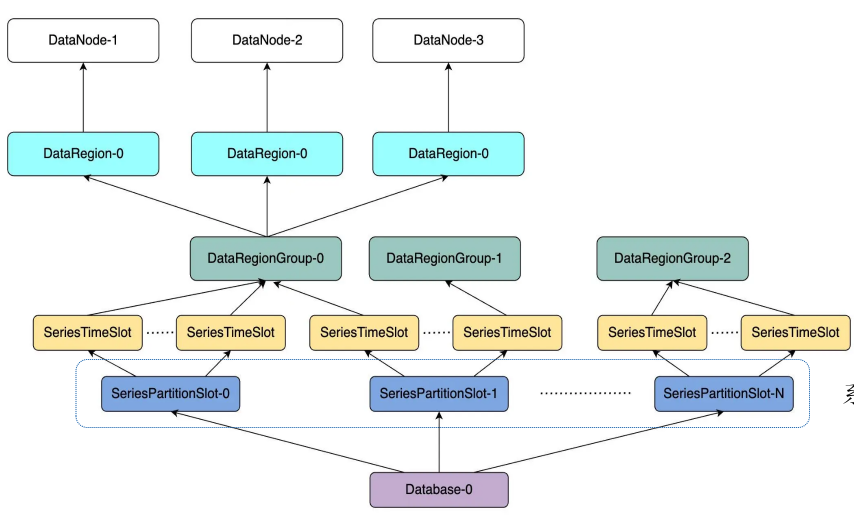 DataNode-1
DataNode-2
DataNode-3
DataRegion-0
DataRegion-0
DataRegion-0
DataRegionGroup-0
DataRegionGroup-1
DataRegionGroup-2
SeriesTimeSlot
SeriesTimeSlot
SeriesTimeSlot
SeriesTimeSlot
SeriesTimeSlot
SeriesTimeSlot
SeriesPartitionSlot-0
SeriesPartitionSlot-1
SeriesPartitionSlot-N
Database-0